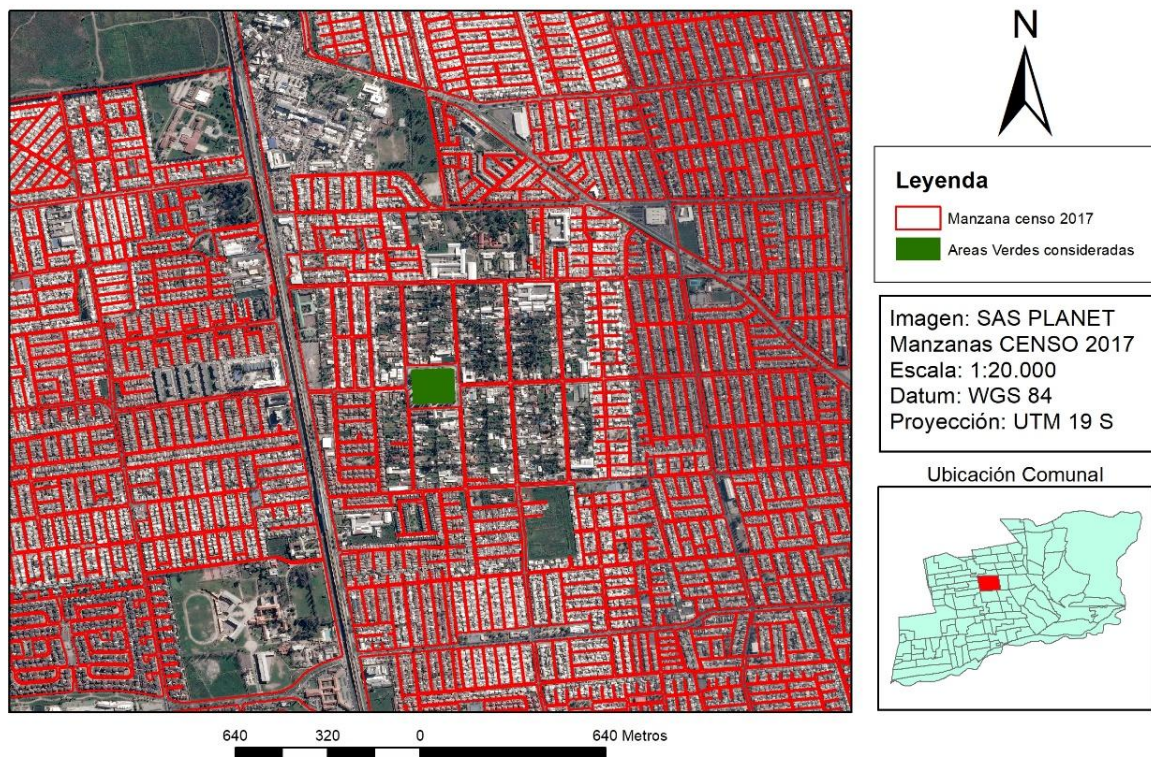 N
Leyenda
Manzana censo 2017
Areas Verdes consideradas
Imagen: SAS PLANET
Manzanas CENSO 2017
Escala: 1:20.000
Datum: WGS 84
Proyección: UTM 19 S
Ubicación Comunal
640 320 0 640 Metros